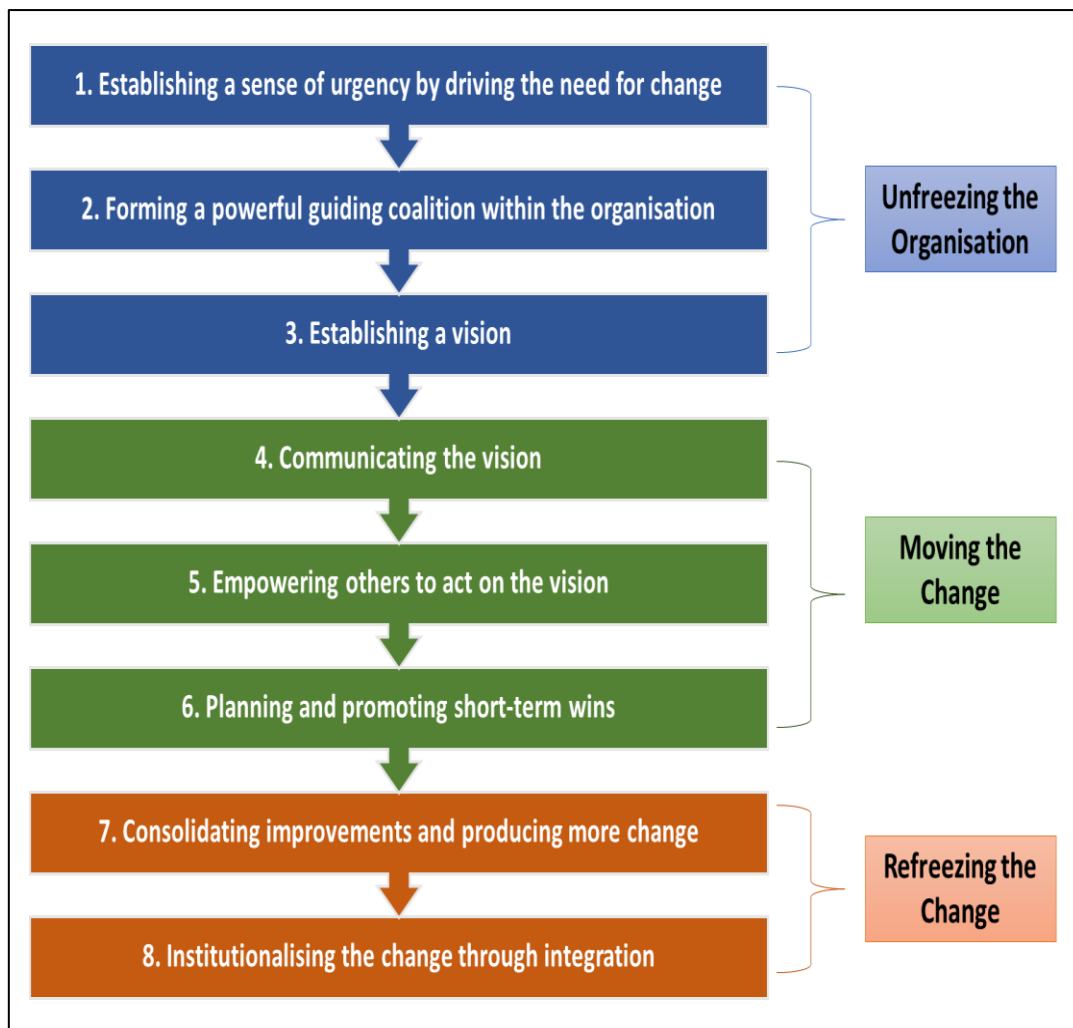 1. Establishing a sense of urgency by driving the need for change
2. Forming a powerful guiding coalition within the organisation
3. Establishing a vision
Unfreezing the
Organisation
4. Communicating the vision
5. Empowering others to act on the vision
6. Planning and promoting short-term wins
Moving the
Change
7. Consolidating improvements and producing more change
8. Institutionalising the change through integration
Refreezing the
Change